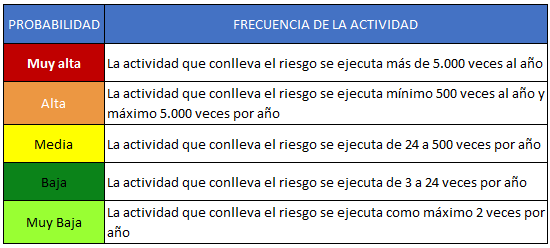 PROBABILIDAD FRECUENCIA DE LA ACTIVIDAD
Muy alta La actividad que conlleva el riesgo se ejecuta más de 5.000 veces al año
Alta La actividad que conlleva el riesgo se ejecuta mínimo 500 veces al año y
máximo 5.000 veces por año
Media La actividad que conlleva el riesgo se ejecuta de 24 a 500 veces por año
Baja La actividad que conlleva el riesgo se ejecuta de 3 a 24 veces por año
Muy Baja La actividad que conlleva el riesgo se ejecuta como máximo 2 veces por
año